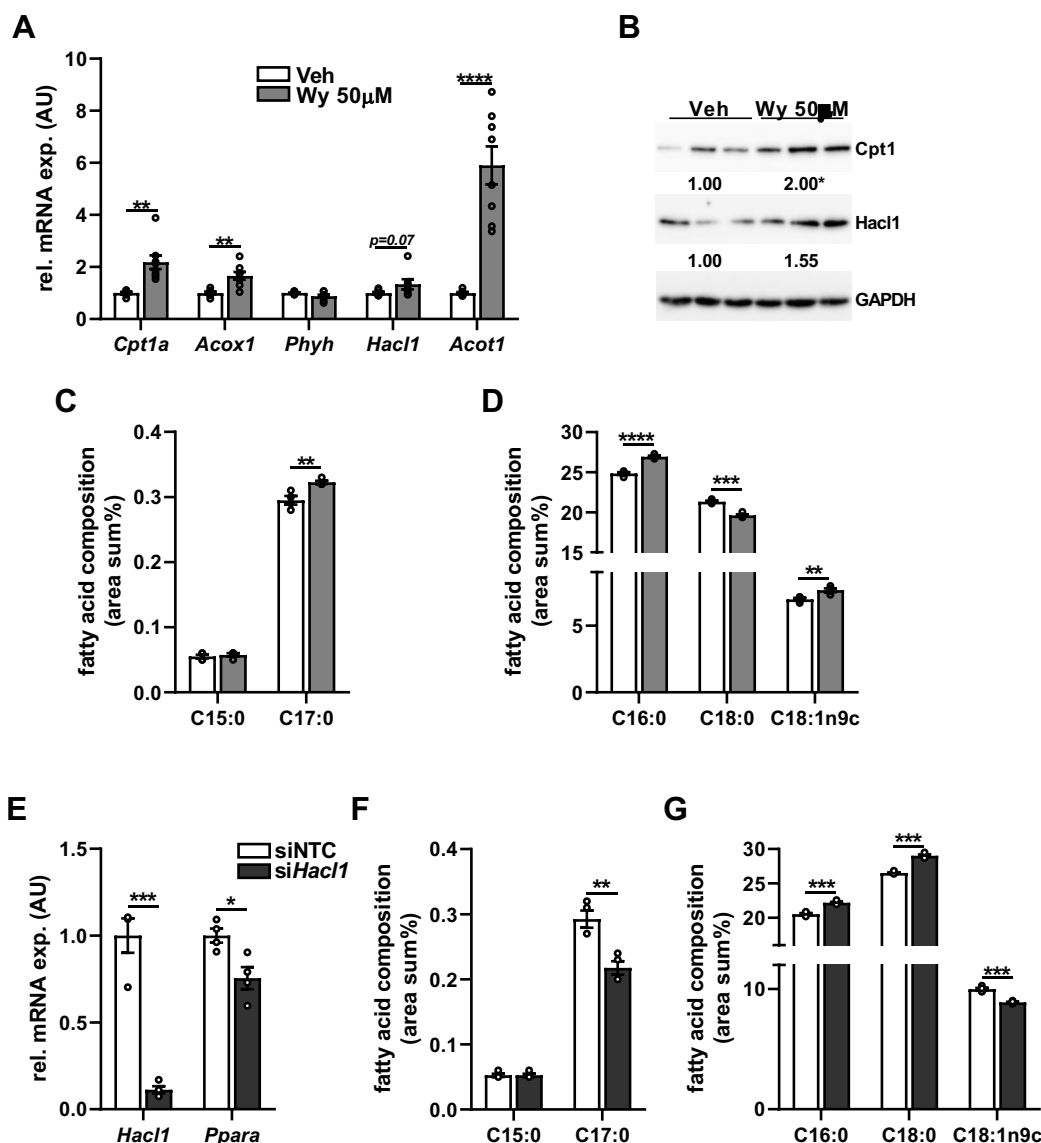 A
rel. mRNA exp. (AU)
10
8
6
4
2
0
Veh
Wy 50µM
**
**
p=0.07
****
Cpt1a
Acox1
Phyh
Hacl1
Acot1
B
Veh
Wy 50µM
Cpt1
1.00
2.00*
Hacl1
1.00
1.55
GAPDH
C
fatty acid composition
(area sum%)
0.4
0.3
0.2
0.1
0.0
**
C15:0
C17:0
D
fatty acid composition
(area sum%)
30
25
20
15
10
5
0
****
***
**
C16:0
C18:0
C18:1n9c
E
rel. mRNA exp. (AU)
1.5
1.0
0.5
0.0
siNTC
siHacl1
***
*
Hacl1
Ppara
F
fatty acid composition
(area sum%)
0.4
0.3
0.2
0.1
0.0
**
C15:0
C17:0
G
fatty acid composition
(area sum%)
30
25
20
10
0
***
***
***
C16:0
C18:0
C18:1n9c